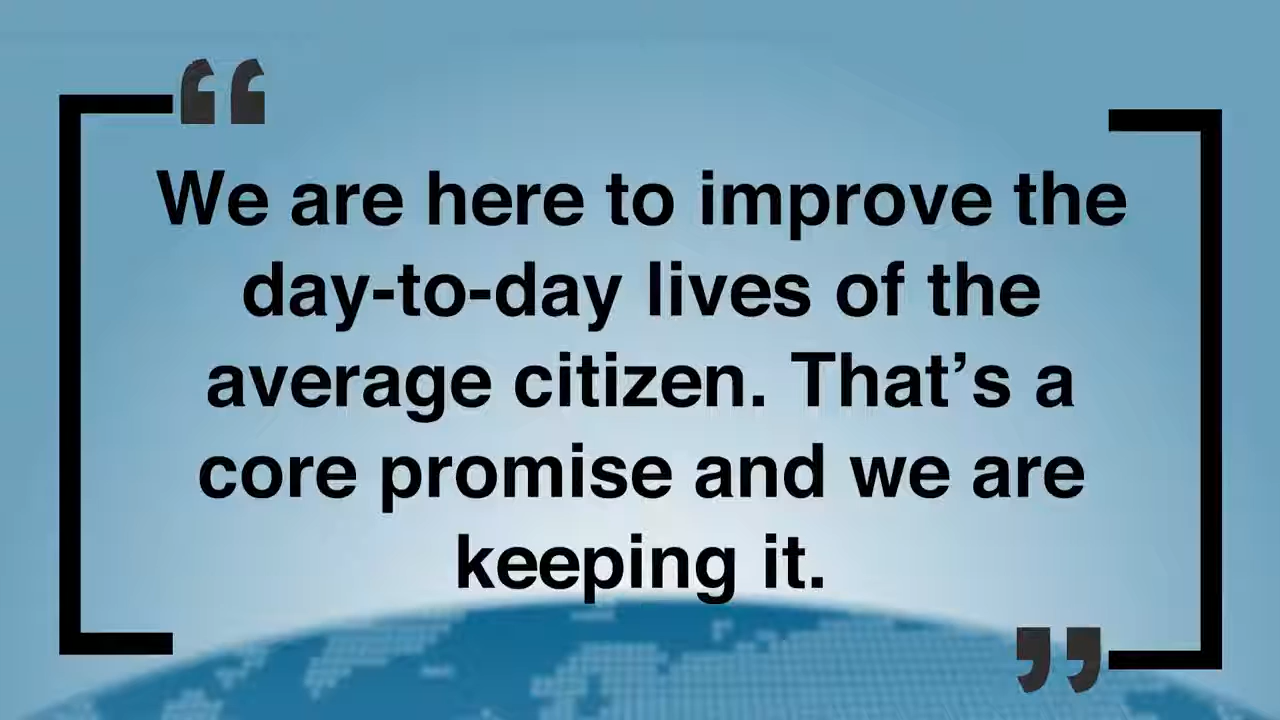 “
We are here to improve the
day-to-day lives of the
average citizen. That’s a
core promise and we are
keeping it.
”